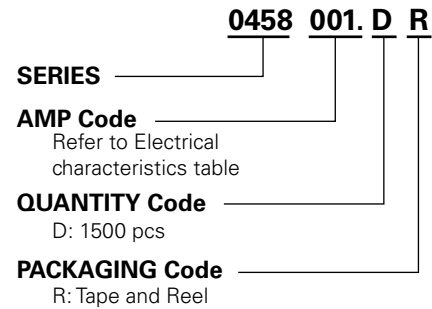 0458 001. D R
SERIES
AMP Code
Refer to Electrical
characteristics table
QUANTITY Code
D: 1500 pcs
PACKAGING Code
R: Tape and Reel